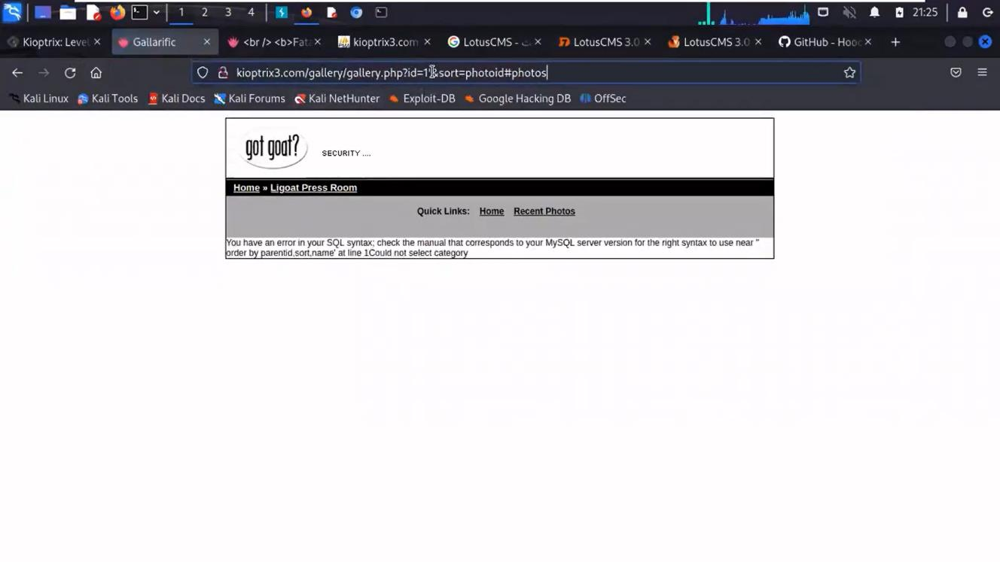 1
2
3
4
21:25
Kioptrix: Level
Gallarific
<br /> <b>Fata
kioptrix3.com
LotusCMS -
LotusCMS 3.0
LotusCMS 3.0
GitHub - Hooc
kioptrix3.com/gallery/gallery.php?id=1'&sort=photoid#photos
Kali Linux
Kali Tools
Kali Docs
Kali Forums
Kali NetHunter
Exploit-DB
Google Hacking DB
OffSec
got goat?
SECURITY ....
Home » Ligoat Press Room
Quick Links: Home Recent Photos
You have an error in your SQL syntax; check the manual that corresponds to your MySQL server version for the right syntax to use near ''
order by parentid,sort,name' at line 1Could not select category